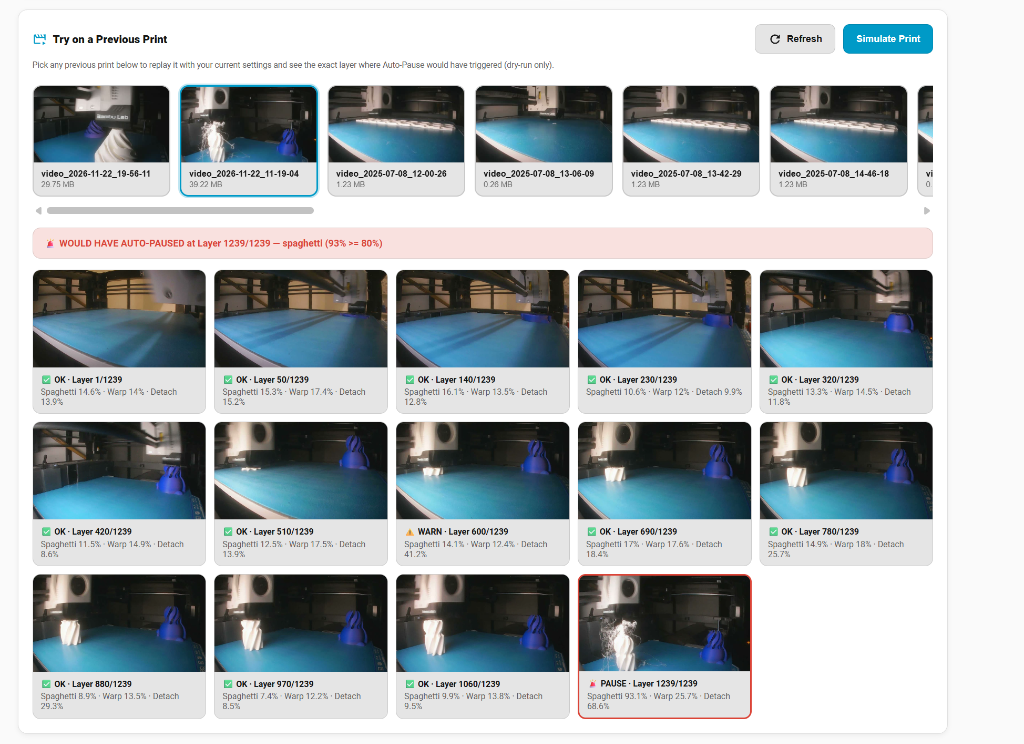 Try on a Previous Print
Refresh
Simulate Print
Pick any previous print below to replay it with your current settings and see the exact layer where Auto-Pause would have triggered (dry-run only).
video_2026-11-22_19-56-11
29.75 MB
video_2026-11-22_11-19-04
39.22 MB
video_2025-07-08_12-00-26
1.23 MB
video_2025-07-08_13-06-09
0.26 MB
video_2025-07-08_13-42-29
1.23 MB
video_2025-07-08_14-46-18
1.23 MB
vi
0.
WOULD HAVE AUTO-PAUSED at Layer 1239/1239 — spaghetti (93% >= 80%)
OK · Layer 1/1239
Spaghetti 14.6% · Warp 14% · Detach
13.9%
OK · Layer 50/1239
Spaghetti 15.3% · Warp 17.4% · Detach
15.2%
OK · Layer 140/1239
Spaghetti 16.1% · Warp 13.5% · Detach
12.8%
OK · Layer 230/1239
Spaghetti 10.6% · Warp 12% · Detach 9.9%
OK · Layer 320/1239
Spaghetti 13.3% · Warp 14.5% · Detach
11.8%
OK · Layer 420/1239
Spaghetti 11.5% · Warp 14.9% · Detach
8.6%
OK · Layer 510/1239
Spaghetti 12.5% · Warp 17.5% · Detach
13.9%
WARN · Layer 600/1239
Spaghetti 14.1% · Warp 12.4% · Detach
41.2%
OK · Layer 690/1239
Spaghetti 17% · Warp 17.6% · Detach
18.4%
OK · Layer 780/1239
Spaghetti 14.9% · Warp 18% · Detach
25.7%
OK · Layer 880/1239
Spaghetti 8.9% · Warp 13.5% · Detach
29.3%
OK · Layer 970/1239
Spaghetti 7.4% · Warp 12.2% · Detach
8.5%
OK · Layer 1060/1239
Spaghetti 9.9% · Warp 13.8% · Detach
9.5%
PAUSE · Layer 1239/1239
Spaghetti 93.1% · Warp 25.7% · Detach
68.6%